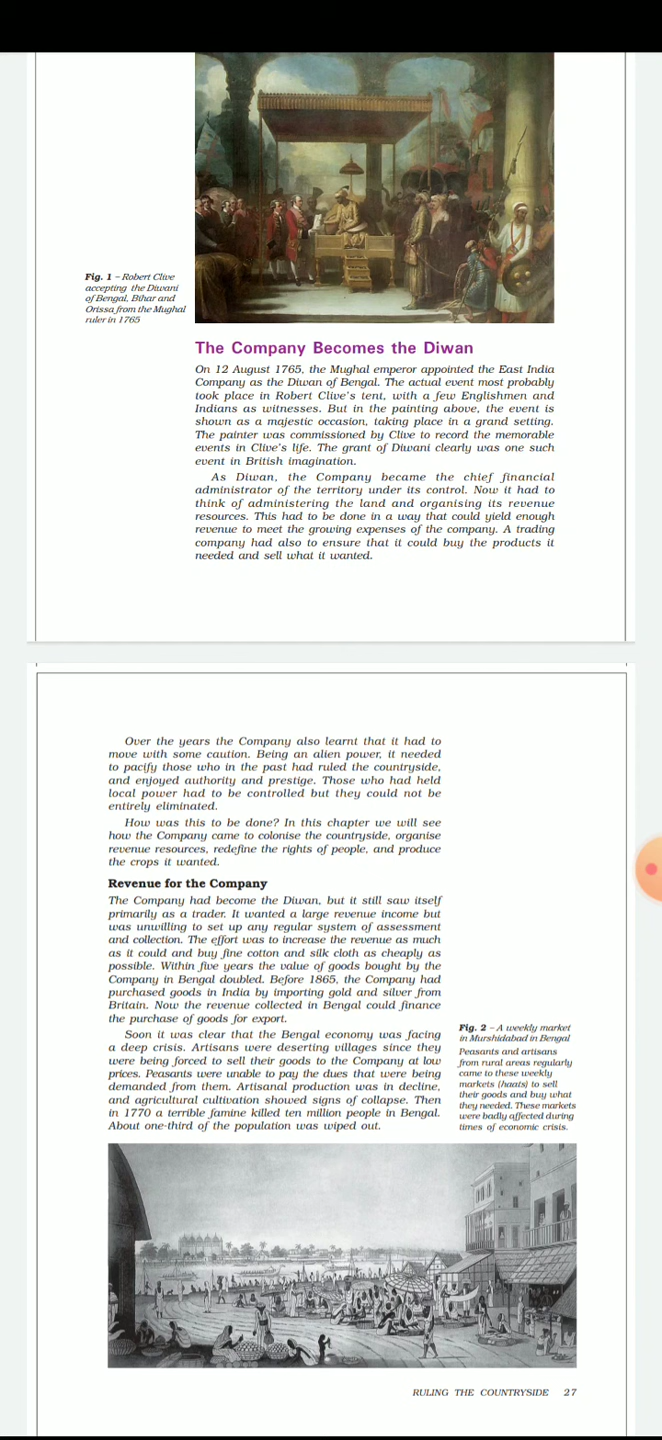 Fig. 1 – Robert Clive
accepting the Diwani
of Bengal, Bihar and
Orissa from the Mughal
ruler in 1765
The Company Becomes the Diwan
On 12 August 1765, the Mughal emperor appointed the East India
Company as the Diwan of Bengal. The actual event most probably
took place in Robert Clive's tent, with a few Englishmen and
Indians as witnesses. But in the painting above, the event is
shown as a majestic occasion, taking place in a grand setting.
The painter was commissioned by Clive to record the memorable
events in Clive's life. The grant of Diwani clearly was one such
event in British imagination.
As Diwan, the Company became the chief financial
administrator of the territory under its control. Now it had to
think of administering the land and organising its revenue
resources. This had to be done in a way that could yield enough
revenue to meet the growing expenses of the company. A trading
company had also to ensure that it could buy the products it
needed and sell what it wanted.
Over the years the Company also learnt that it had to
move with some caution. Being an alien power, it needed
to pacify those who in the past had ruled the countryside,
and enjoyed authority and prestige. Those who had held
local power had to be controlled but they could not be
entirely eliminated.
How was this to be done? In this chapter we will see
how the Company came to colonise the countryside, organise
revenue resources, redefine the rights of people, and produce
the crops it wanted.
Revenue for the Company
The Company had become the Diwan, but it still saw itself
primarily as a trader. It wanted a large revenue income but
was unwilling to set up any regular system of assessment
and collection. The effort was to increase the revenue as much
as it could and buy fine cotton and silk cloth as cheaply as
possible. Within five years the value of goods bought by the
Company in Bengal doubled. Before 1865, the Company had
purchased goods in India by importing gold and silver from
Britain. Now the revenue collected in Bengal could finance
the purchase of goods for export.
Soon it was clear that the Bengal economy was facing
a deep crisis. Artisans were deserting villages since they
were being forced to sell their goods to the Company at low
prices. Peasants were unable to pay the dues that were being
demanded from them. Artisanal production was in decline,
and agricultural cultivation showed signs of collapse. Then
in 1770 a terrible famine killed ten million people in Bengal.
About one-third of the population was wiped out.
Fig. 2 – A weekly market
in Murshidabad in Bengal
Peasants and artisans
from rural areas regularly
came to these weekly
markets (haats) to sell
their goods and buy what
they needed. These markets
were badly affected during
times of economic crisis.
RULING THE COUNTRYSIDE 27